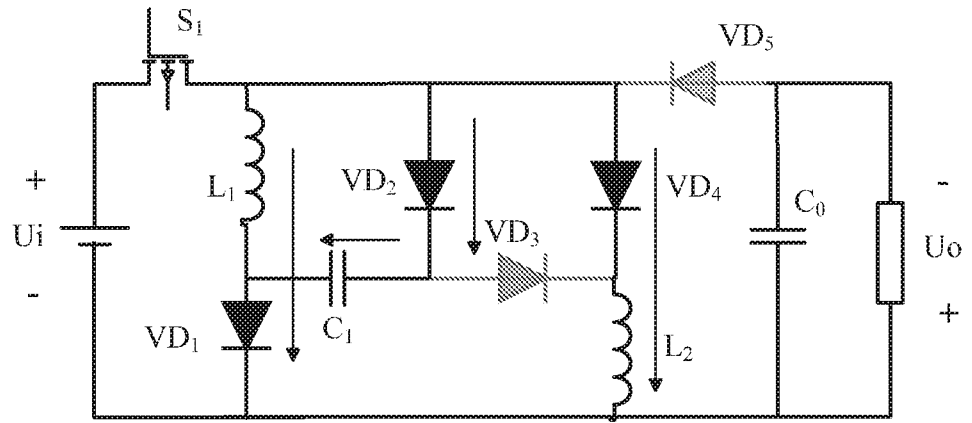 S₁
VD₅
+
Ui
-
L₁
VD₂
VD₃
VD₄
C₀
-
Uo
+
VD₁
C₁
L₂